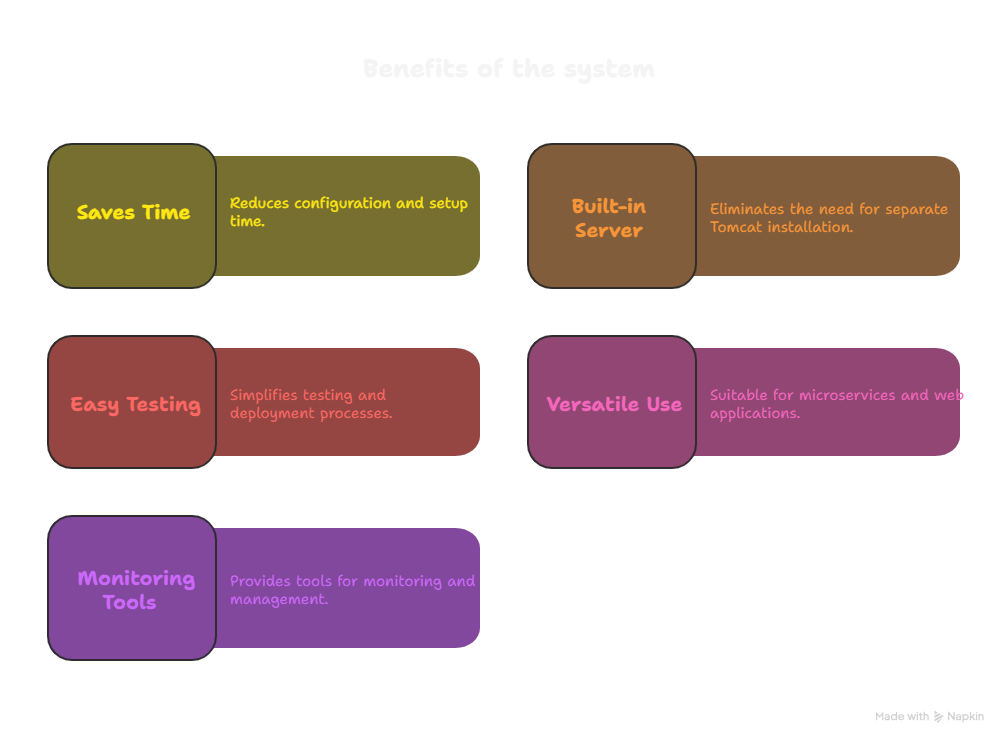 Benefits of the system
Saves Time
Reduces configuration and setup
time.
Built-in
Server
Eliminates the need for separate
Tomcat installation.
Easy Testing
Simplifies testing and
deployment processes.
Versatile Use
Suitable for microservices and web
applications.
Monitoring
Tools
Provides tools for monitoring and
management.
Made with Napkin